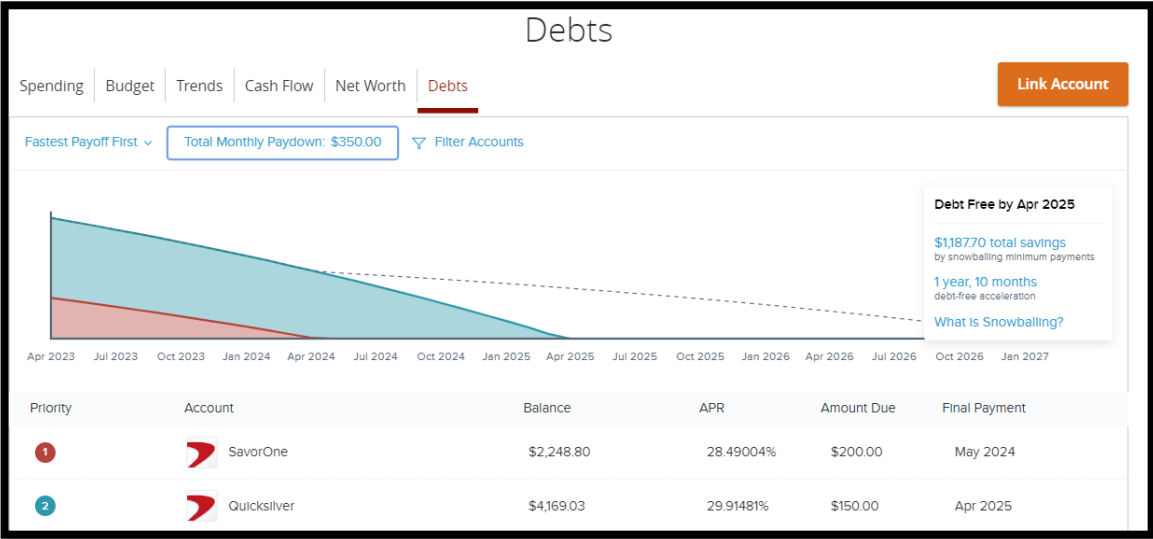 Debts
Spending Budget Trends Cash Flow Net Worth Debts
Link Account
Fastest Payoff First Total Monthly Paydown: $350.00 Filter Accounts
Debt Free by Apr 2025
$1,187.70 total savings
by snowballing minimum payments
1 year, 10 months
debt-free acceleration
What is Snowballing?
Apr 2023 Jul 2023 Oct 2023 Jan 2024 Apr 2024 Jul 2024 Oct 2024 Jan 2025 Apr 2025 Jul 2025 Oct 2025 Jan 2026 Apr 2026 Jul 2026 Oct 2026 Jan 2027
Priority Account Balance APR Amount Due Final Payment
1 SavorOne $2,248.80 28.49004% $200.00 May 2024
2 Quicksilver $4,169.03 29.91481% $150.00 Apr 2025